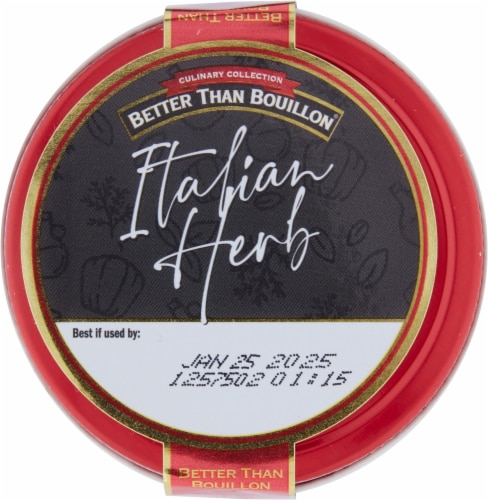 BETTER THAN
CULINARY COLLECTION
BETTER THAN BOUILLON®
Italian
Herb
Best if used by:
JAN 25 2025
1257502 01:15
BETTER THAN
BOUILLON